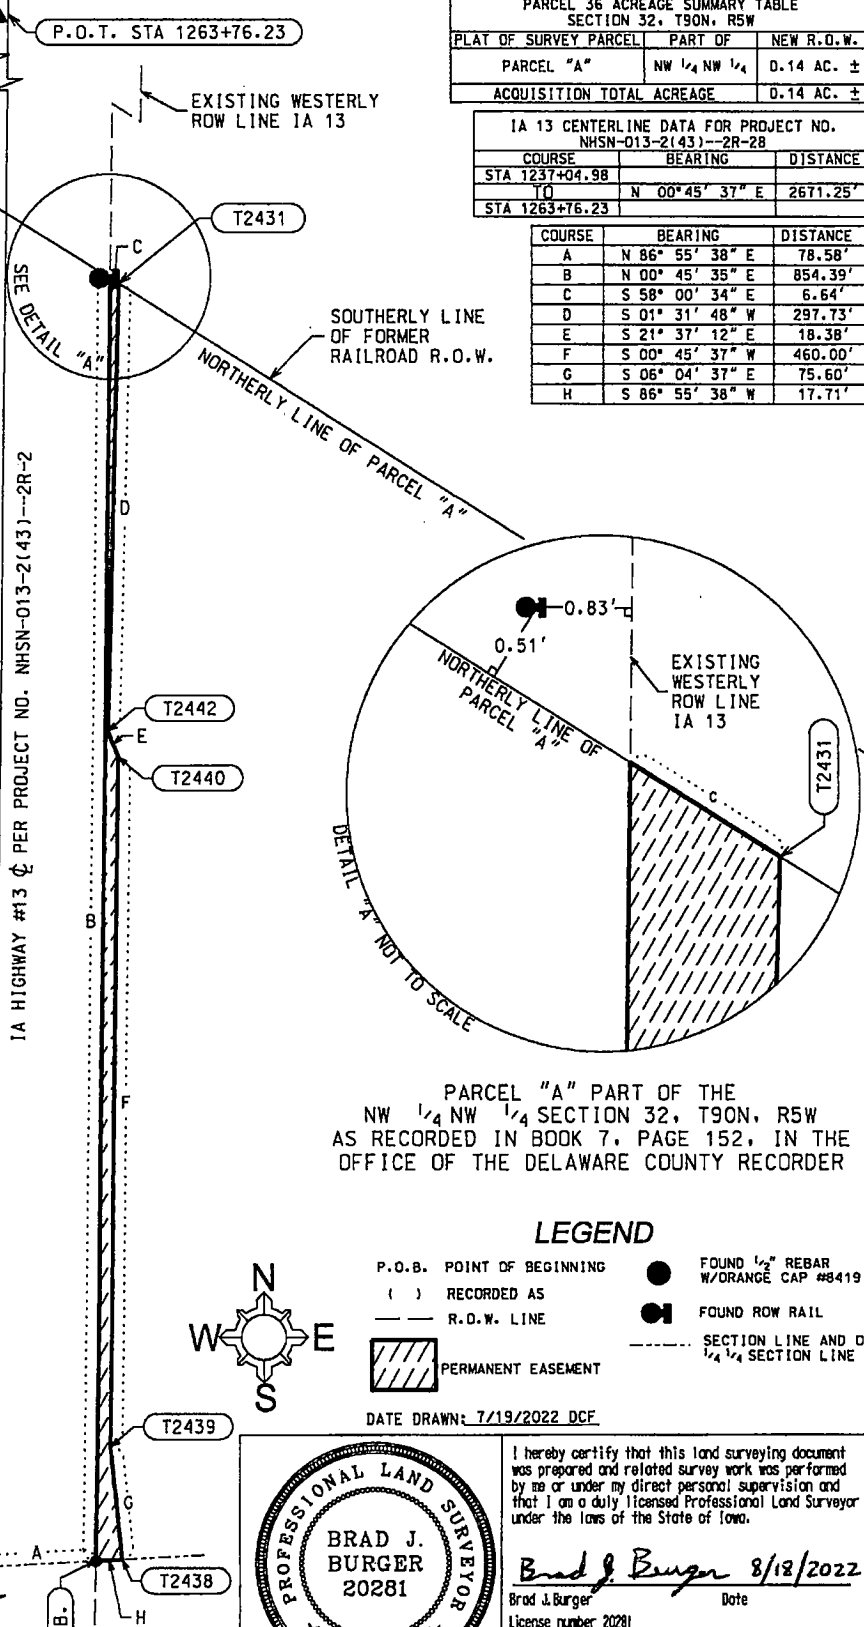 PARCEL 36 ACREAGE SUMMARY TABLE
SECTION 32, T90N, R5W
PLAT OF SURVEY PARCEL PART OF NEW R.O.W.
PARCEL "A" NW 1/4 NW 1/4 0.14 AC. ±
ACQUISITION TOTAL ACREAGE 0.14 AC. ±
P.O.T. STA 1263+76.23
EXISTING WESTERLY
ROW LINE IA 13
IA 13 CENTERLINE DATA FOR PROJECT NO.
NHSN-013-2(43)--2R-28
COURSE BEARING DISTANCE
STA 1237+04.98
TO N 00°45' 37" E 2671.25'
STA 1263+76.23
COURSE BEARING DISTANCE
A N 86° 55' 38" E 78.58'
B N 00° 45' 35" E 854.39'
C S 58° 00' 34" E 6.64'
D S 01° 31' 48" W 297.73'
E S 21° 37' 12" E 18.38'
F S 00° 45' 37" W 460.00'
G S 06° 04' 37" E 75.60'
H S 86° 55' 38" W 17.71'
T2431
C
SEE DETAIL "A"
SOUTHERLY LINE
OF FORMER
RAILROAD R.O.W.
NORTHERLY LINE OF PARCEL "A"
D
IA HIGHWAY #13 ℄ PER PROJECT NO. NHSN-013-2(43)--2R-2
T2442
E
T2440
B
F
0.83'
0.51'
NORTHERLY LINE OF
PARCEL "A"
EXISTING
WESTERLY
ROW LINE
IA 13
T2431
C
DETAIL "A" NOT TO SCALE
PARCEL "A" PART OF THE
NW 1/4 NW 1/4 SECTION 32, T90N, R5W
AS RECORDED IN BOOK 7, PAGE 152, IN THE
OFFICE OF THE DELAWARE COUNTY RECORDER
LEGEND
P.O.B. POINT OF BEGINNING
( ) RECORDED AS
R.O.W. LINE
PERMANENT EASEMENT
FOUND 1/2" REBAR
W/ORANGE CAP #8419
FOUND ROW RAIL
SECTION LINE AND
1/4 1/4 SECTION LINE
N
W E
S
DATE DRAWN: 7/19/2022 DCF
T2439
G
A
T2438
H
B.
PROFESSIONAL LAND SURVEYOR
BRAD J.
BURGER
20281
I hereby certify that this land surveying document
was prepared and related survey work was performed
by me or under my direct personal supervision and
that I am a duly licensed Professional Land Surveyor
under the laws of the State of Iowa.
Brad J. Burger 8/18/2022
Brad J. Burger Date
License number 20281